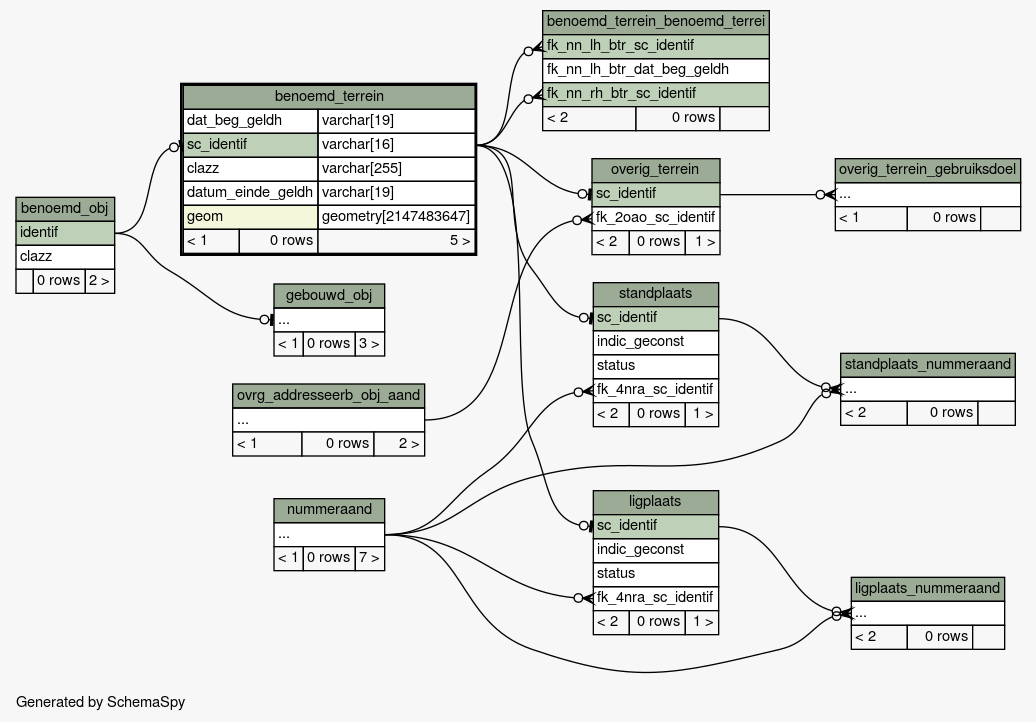 benoemd_terrein_benoemd_terrei
fk_nn_lh_btr_sc_identif
fk_nn_lh_btr_dat_beg_geldh
fk_nn_rh_btr_sc_identif
< 2 0 rows
benoemd_terrein
dat_beg_geldh varchar[19]
sc_identif varchar[16]
clazz varchar[255]
datum_einde_geldh varchar[19]
geom geometry[2147483647]
< 1 0 rows 5 >
overig_terrein
sc_identif
fk_2oao_sc_identif
< 2 0 rows 1 >
overig_terrein_gebruiksdoel
...
< 1 0 rows
benoemd_obj
identif
clazz
0 rows 2 >
gebouwd_obj
...
< 1 0 rows 3 >
standplaats
sc_identif
indic_geconst
status
fk_4nra_sc_identif
< 2 0 rows 1 >
standplaats_nummeraand
...
< 2 0 rows
ovrg_addresseerb_obj_aand
...
< 1 0 rows 2 >
nummeraand
...
< 1 0 rows 7 >
ligplaats
sc_identif
indic_geconst
status
fk_4nra_sc_identif
< 2 0 rows 1 >
ligplaats_nummeraand
...
< 2 0 rows
Generated by SchemaSpy